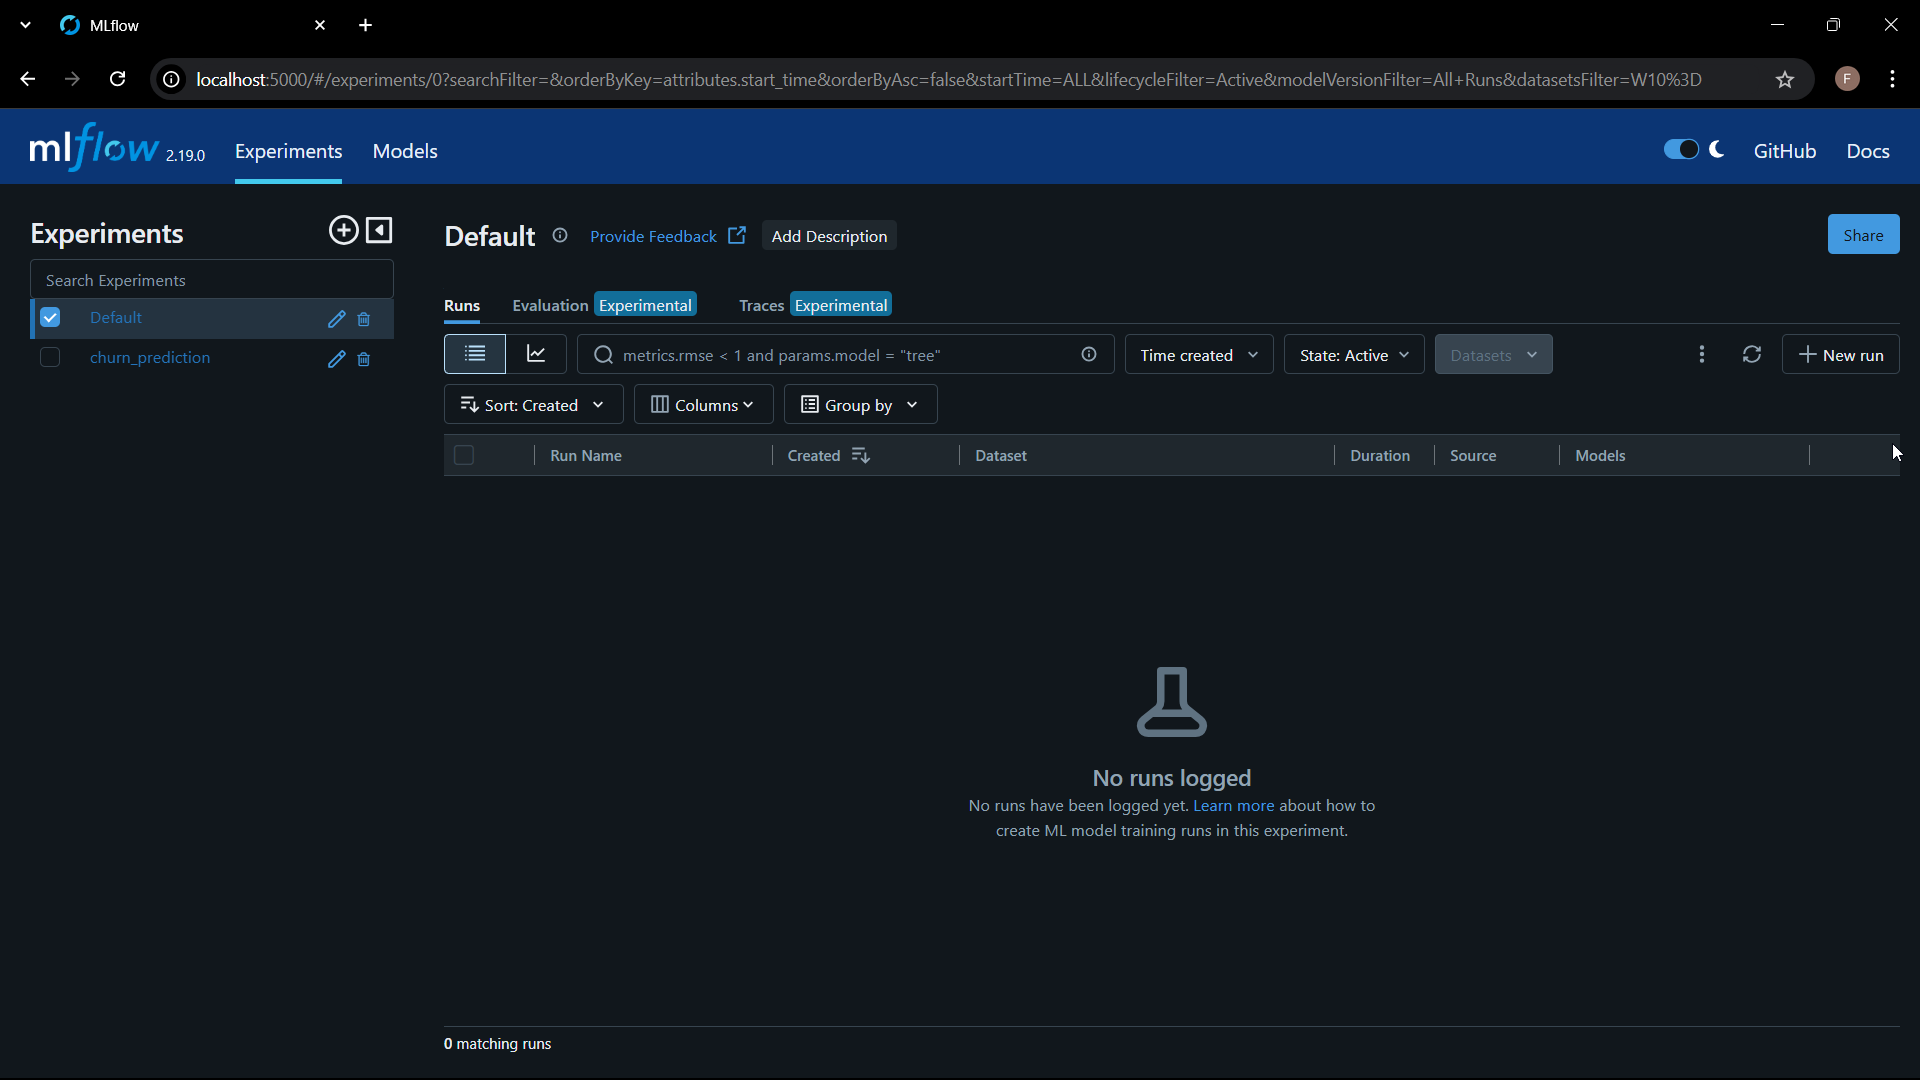 MLflow
localhost:5000/#/experiments/0?searchFilter=&orderByKey=attributes.start_time&orderByAsc=false&startTime=ALL&lifecycleFilter=Active&modelVersionFilter=All+Runs&datasetsFilter=W10%3D
F
mlflow 2.19.0 Experiments Models GitHub Docs
Experiments
Search Experiments
Default
churn_prediction
Default Provide Feedback Add Description Share
Runs Evaluation Experimental Traces Experimental
metrics.rmse < 1 and params.model = "tree" Time created State: Active Datasets New run
Sort: Created Columns Group by
Run Name Created Dataset Duration Source Models
No runs logged
No runs have been logged yet. Learn more about how to
create ML model training runs in this experiment.
0 matching runs